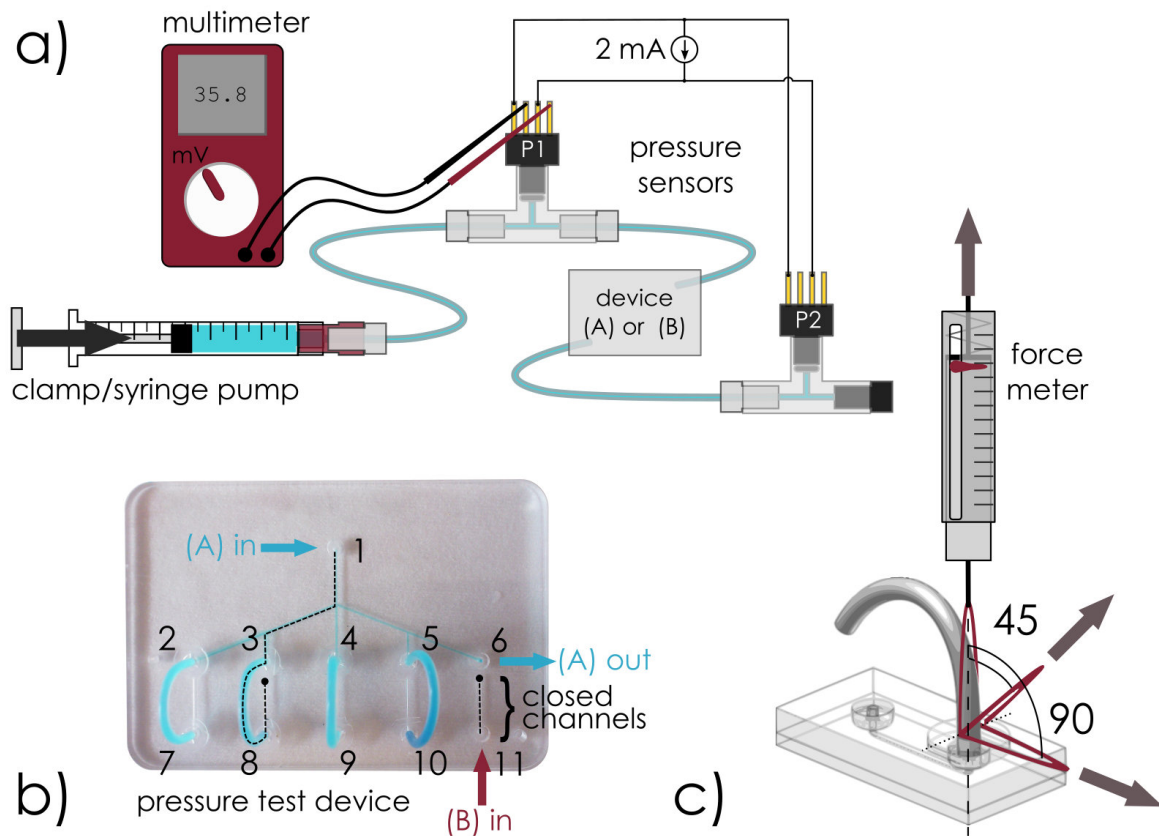 a)
multimeter
35.8
mV
2 mA
P1
pressure
sensors
device
(A) or (B)
P2
clamp/syringe pump
force
meter
b)
(A) in
1
2
3
4
5
6
(A) out
closed
channels
7
8
9
10
11
pressure test device
(B) in
c)
45
90